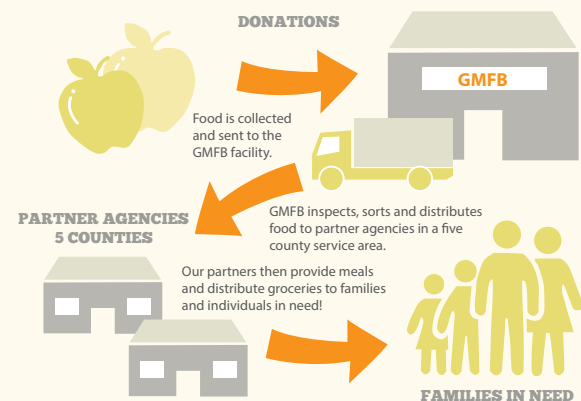 DONATIONS
GMFB
Food is collected
and sent to the
GMFB facility.
PARTNER AGENCIES
5 COUNTIES
GMFB inspects, sorts and distributes
food to partner agencies in a five
county service area.
Our partners then provide meals
and distribute groceries to families
and individuals in need!
FAMILIES IN NEED